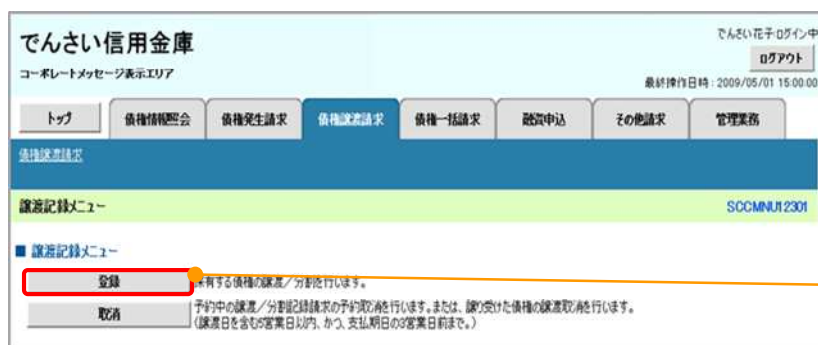 でんさい信用金庫
でんさい花子ログイン中
ログアウト
コーポレートメッセージ表示エリア
最終操作日時：2009/05/01 15:00:00
トップ 債権情報照会 債権発生請求 債権譲渡請求 債権一括請求 融資申込 その他請求 管理業務
債権譲渡請求
譲渡記録メニュー SCCMNU12301
■ 譲渡記録メニュー
登録 保有する債権の譲渡／分割を行います。
取消 予約中の譲渡／分割記録請求の予約取消を行います。または、譲り受けた債権の譲渡取消を行います。
（譲渡日を含む5営業日以内、かつ、支払期日の3営業日前まで。）